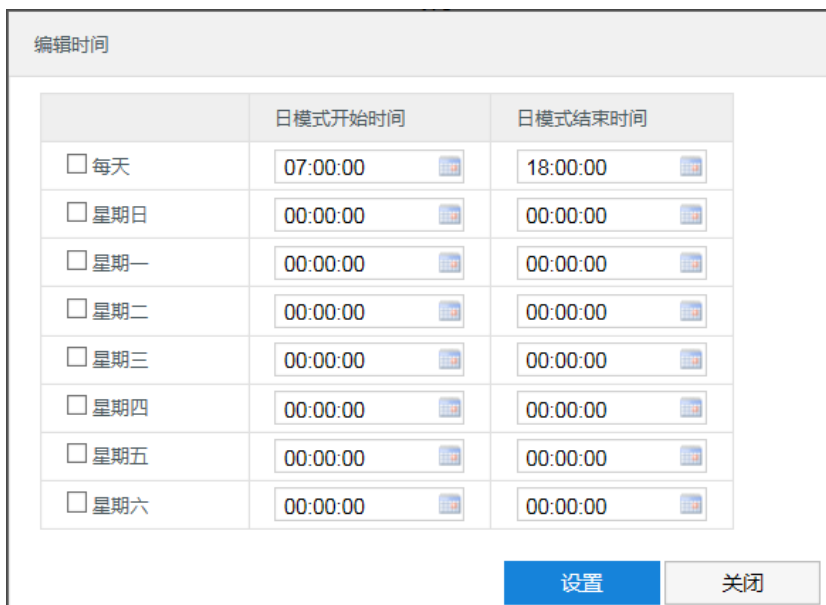 编辑时间
日模式开始时间 日模式结束时间
每天 07:00:00 18:00:00
星期日 00:00:00 00:00:00
星期一 00:00:00 00:00:00
星期二 00:00:00 00:00:00
星期三 00:00:00 00:00:00
星期四 00:00:00 00:00:00
星期五 00:00:00 00:00:00
星期六 00:00:00 00:00:00
设置 关闭